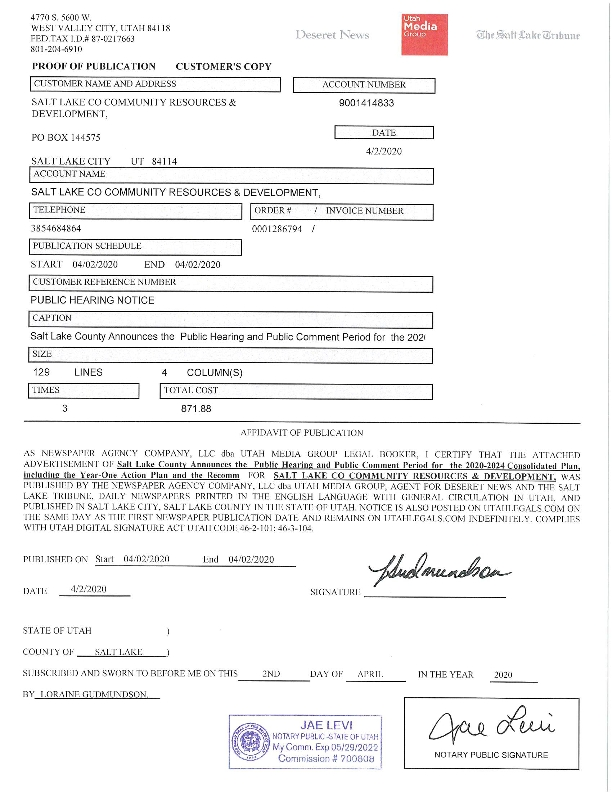 4770 S. 5600 W.
WEST VALLEY CITY, UTAH 84118
FED.TAX I.D.# 87-0217663
801-204-6910
Deseret News
Utah
Media
Group
The Salt Lake Tribune
PROOF OF PUBLICATION CUSTOMER'S COPY
CUSTOMER NAME AND ADDRESS
ACCOUNT NUMBER
SALT LAKE CO COMMUNITY RESOURCES &
DEVELOPMENT,
9001414833
PO BOX 144575
DATE
4/2/2020
SALT LAKE CITY UT 84114
ACCOUNT NAME
SALT LAKE CO COMMUNITY RESOURCES & DEVELOPMENT,
TELEPHONE
ORDER # / INVOICE NUMBER
3854684864
0001286794 /
PUBLICATION SCHEDULE
START 04/02/2020 END 04/02/2020
CUSTOMER REFERENCE NUMBER
PUBLIC HEARING NOTICE
CAPTION
Salt Lake County Announces the Public Hearing and Public Comment Period for the 202
SIZE
129 LINES 4 COLUMN(S)
TIMES
TOTAL COST
3
871.88
AFFIDAVIT OF PUBLICATION
AS NEWSPAPER AGENCY COMPANY, LLC dba UTAH MEDIA GROUP LEGAL BOOKER, I CERTIFY THAT THE ATTACHED
ADVERTISEMENT OF Salt Lake County Announces the Public Hearing and Public Comment Period for the 2020-2024 Consolidated Plan,
including the Year-One Action Plan and the Recomm FOR SALT LAKE CO COMMUNITY RESOURCES & DEVELOPMENT, WAS
PUBLISHED BY THE NEWSPAPER AGENCY COMPANY, LLC dba UTAH MEDIA GROUP, AGENT FOR DESERET NEWS AND THE SALT
LAKE TRIBUNE, DAILY NEWSPAPERS PRINTED IN THE ENGLISH LANGUAGE WITH GENERAL CIRCULATION IN UTAH, AND
PUBLISHED IN SALT LAKE CITY, SALT LAKE COUNTY IN THE STATE OF UTAH. NOTICE IS ALSO POSTED ON UTAHLEGALS.COM ON
THE SAME DAY AS THE FIRST NEWSPAPER PUBLICATION DATE AND REMAINS ON UTAHLEGALS.COM INDEFINITELY. COMPLIES
WITH UTAH DIGITAL SIGNATURE ACT UTAH CODE 46-2-101; 46-3-104.
PUBLISHED ON Start 04/02/2020 End 04/02/2020
DATE 4/2/2020
SIGNATURE
STATE OF UTAH )
COUNTY OF SALT LAKE )
SUBSCRIBED AND SWORN TO BEFORE ME ON THIS 2ND DAY OF APRIL IN THE YEAR 2020
BY LORAINE GUDMUNDSON.
JAE LEVI
NOTARY PUBLIC-STATE OF UTAH
My Comm. Exp 05/29/2022
Commission # 700608
Jae Levi
NOTARY PUBLIC SIGNATURE